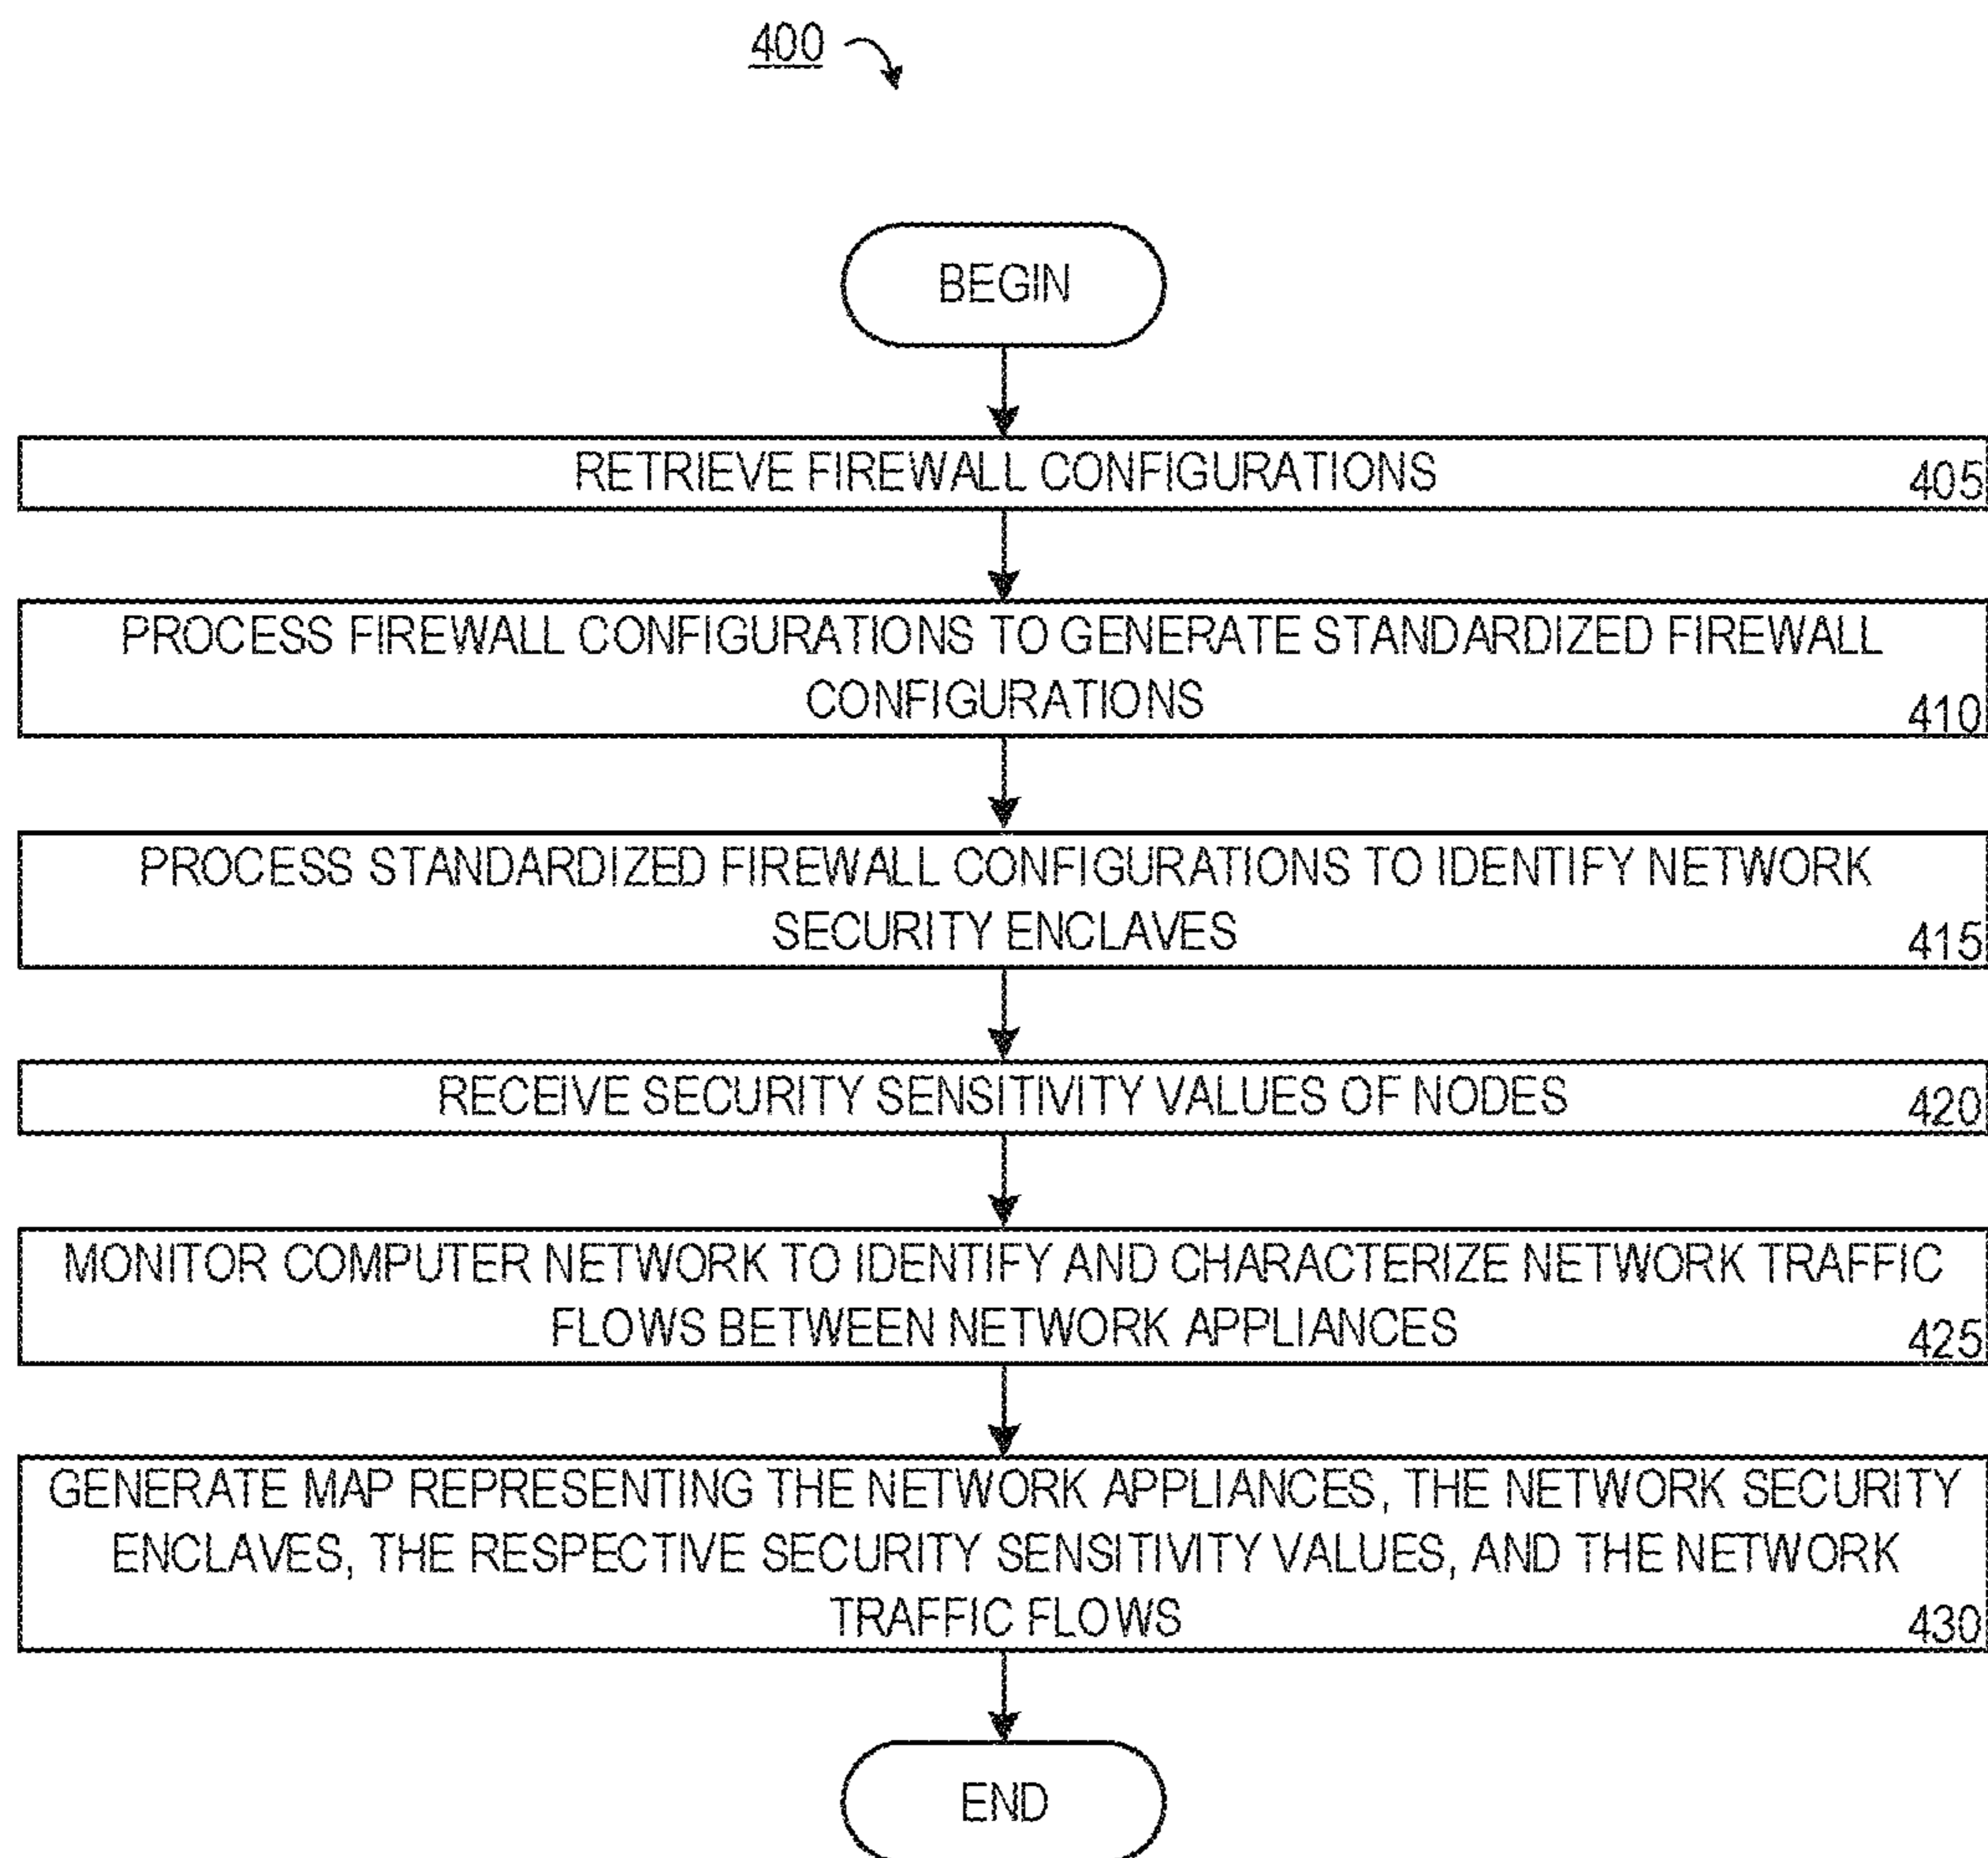 400
BEGIN
RETRIEVE FIREWALL CONFIGURATIONS
405
PROCESS FIREWALL CONFIGURATIONS TO GENERATE STANDARDIZED FIREWALL
CONFIGURATIONS
410
PROCESS STANDARDIZED FIREWALL CONFIGURATIONS TO IDENTIFY NETWORK
SECURITY ENCLAVES
415
RECEIVE SECURITY SENSITIVITY VALUES OF NODES
420
MONITOR COMPUTER NETWORK TO IDENTIFY AND CHARACTERIZE NETWORK TRAFFIC
FLOWS BETWEEN NETWORK APPLIANCES
425
GENERATE MAP REPRESENTING THE NETWORK APPLIANCES, THE NETWORK SECURITY
ENCLAVES, THE RESPECTIVE SECURITY SENSITIVITY VALUES, AND THE NETWORK
TRAFFIC FLOWS
430
END